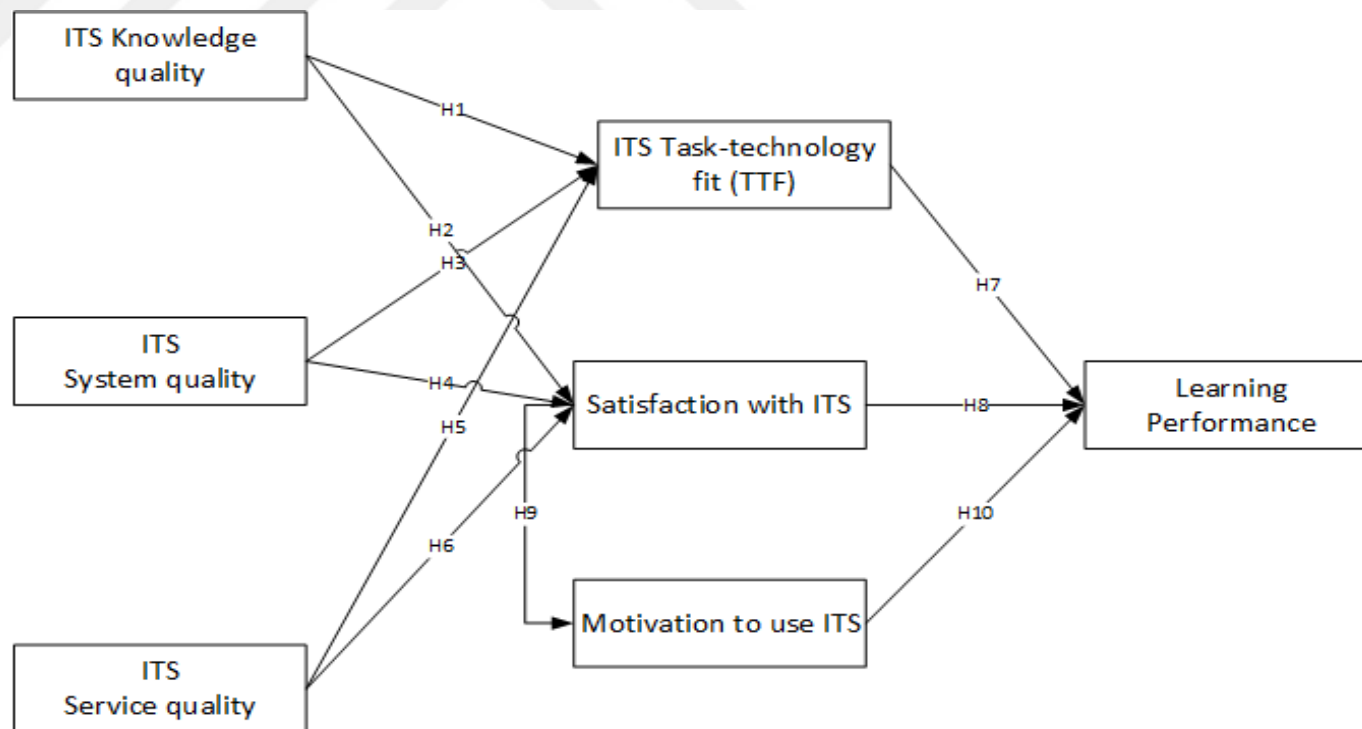 ITS Knowledge
quality
H1
ITS Task-technology
fit (TTF)
H2
H3
H7
ITS
System quality
H4
Satisfaction with ITS
H8
Learning
Performance
H5
H9
H10
H6
Motivation to use ITS
ITS
Service quality